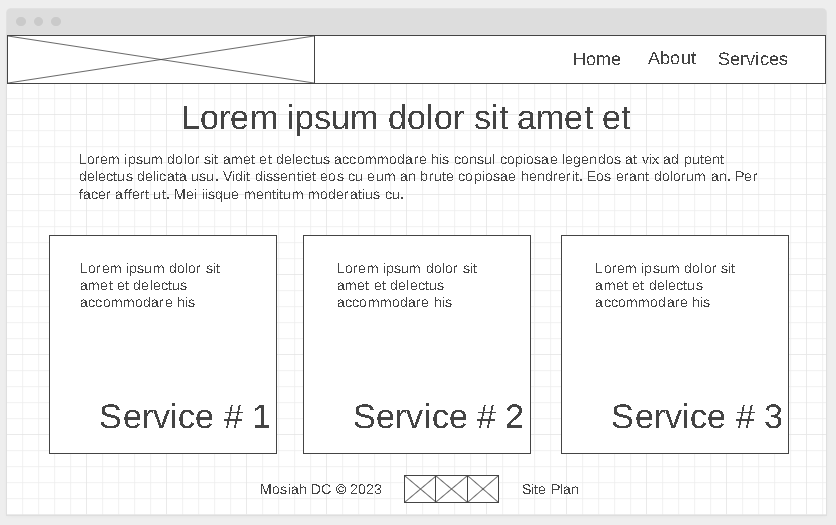 Home About Services
Lorem ipsum dolor sit amet et
Lorem ipsum dolor sit amet et delectus accommodare his consul copiosae legendos at vix ad putent
delectus delicata usu. Vidit dissentiet eos cu eum an brute copiosae hendrerit. Eos erant dolorum an. Per
facer affert ut. Mei iisque mentitum moderatius cu.
Lorem ipsum dolor sit
amet et delectus
accommodare his
Service # 1
Lorem ipsum dolor sit
amet et delectus
accommodare his
Service # 2
Lorem ipsum dolor sit
amet et delectus
accommodare his
Service # 3
Mosiah DC © 2023
Site Plan